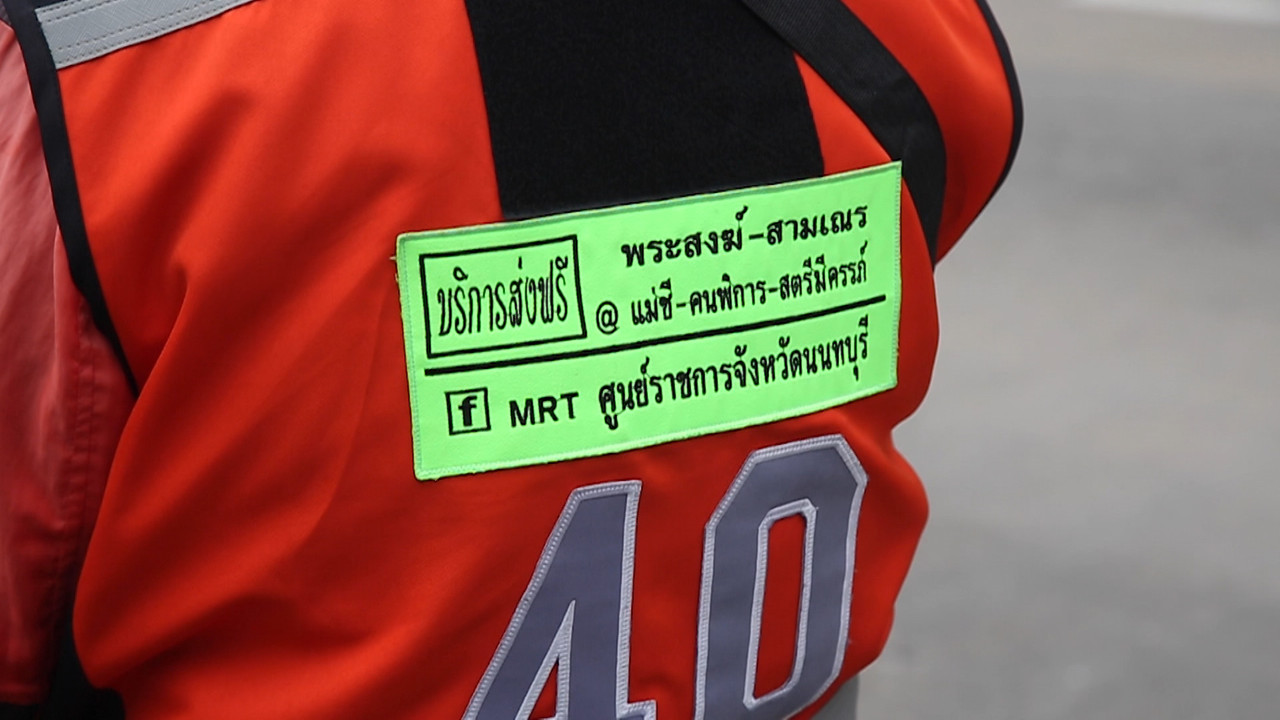 บริการส่งฟรี
พระสงฆ์-สามเณร
@ แม่ชี-คนพิการ-สตรีมีครรภ์
f MRT ศูนย์ราชการจังหวัดนนทบุรี
40